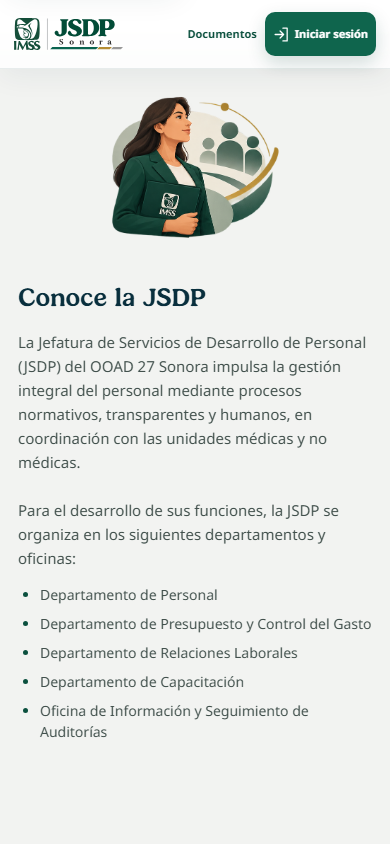 IMSS
JSDP
Sonora
Documentos
Iniciar sesión
IMSS
Conoce la JSDP
La Jefatura de Servicios de Desarrollo de Personal
(JSDP) del OOAD 27 Sonora impulsa la gestión
integral del personal mediante procesos
normativos, transparentes y humanos, en
coordinación con las unidades médicas y no
médicas.
Para el desarrollo de sus funciones, la JSDP se
organiza en los siguientes departamentos y
oficinas:
Departamento de Personal
Departamento de Presupuesto y Control del Gasto
Departamento de Relaciones Laborales
Departamento de Capacitación
Oficina de Información y Seguimiento de
Auditorías